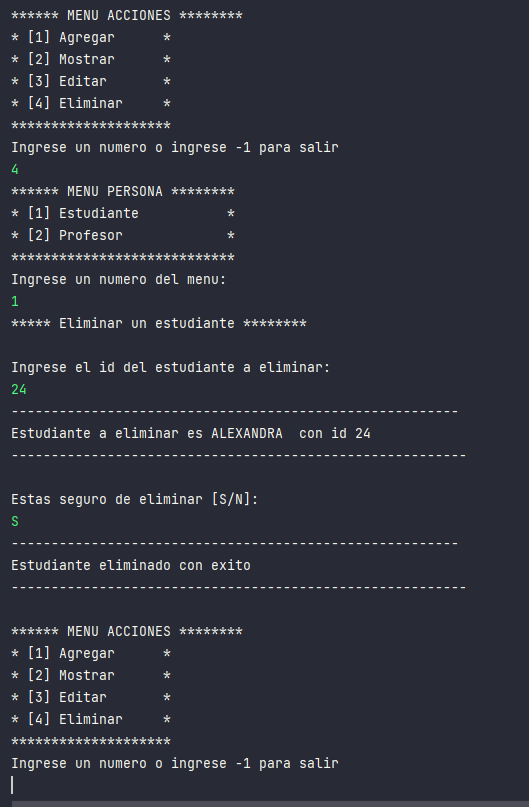 ****** MENU ACCIONES ********
* [1] Agregar      *
* [2] Mostrar      *
* [3] Editar       *
* [4] Eliminar     *
********************
Ingrese un numero o ingrese -1 para salir
4
****** MENU PERSONA ********
* [1] Estudiante           *
* [2] Profesor             *
****************************
Ingrese un numero del menu:
1
***** Eliminar un estudiante ********
Ingrese el id del estudiante a eliminar:
24
--------------------------------------------------------
Estudiante a eliminar es ALEXANDRA  con id 24
---------------------------------------------------------
Estas seguro de eliminar [S/N]:
S
--------------------------------------------------------
Estudiante eliminado con exito
---------------------------------------------------------
****** MENU ACCIONES ********
* [1] Agregar      *
* [2] Mostrar      *
* [3] Editar       *
* [4] Eliminar     *
********************
Ingrese un numero o ingrese -1 para salir